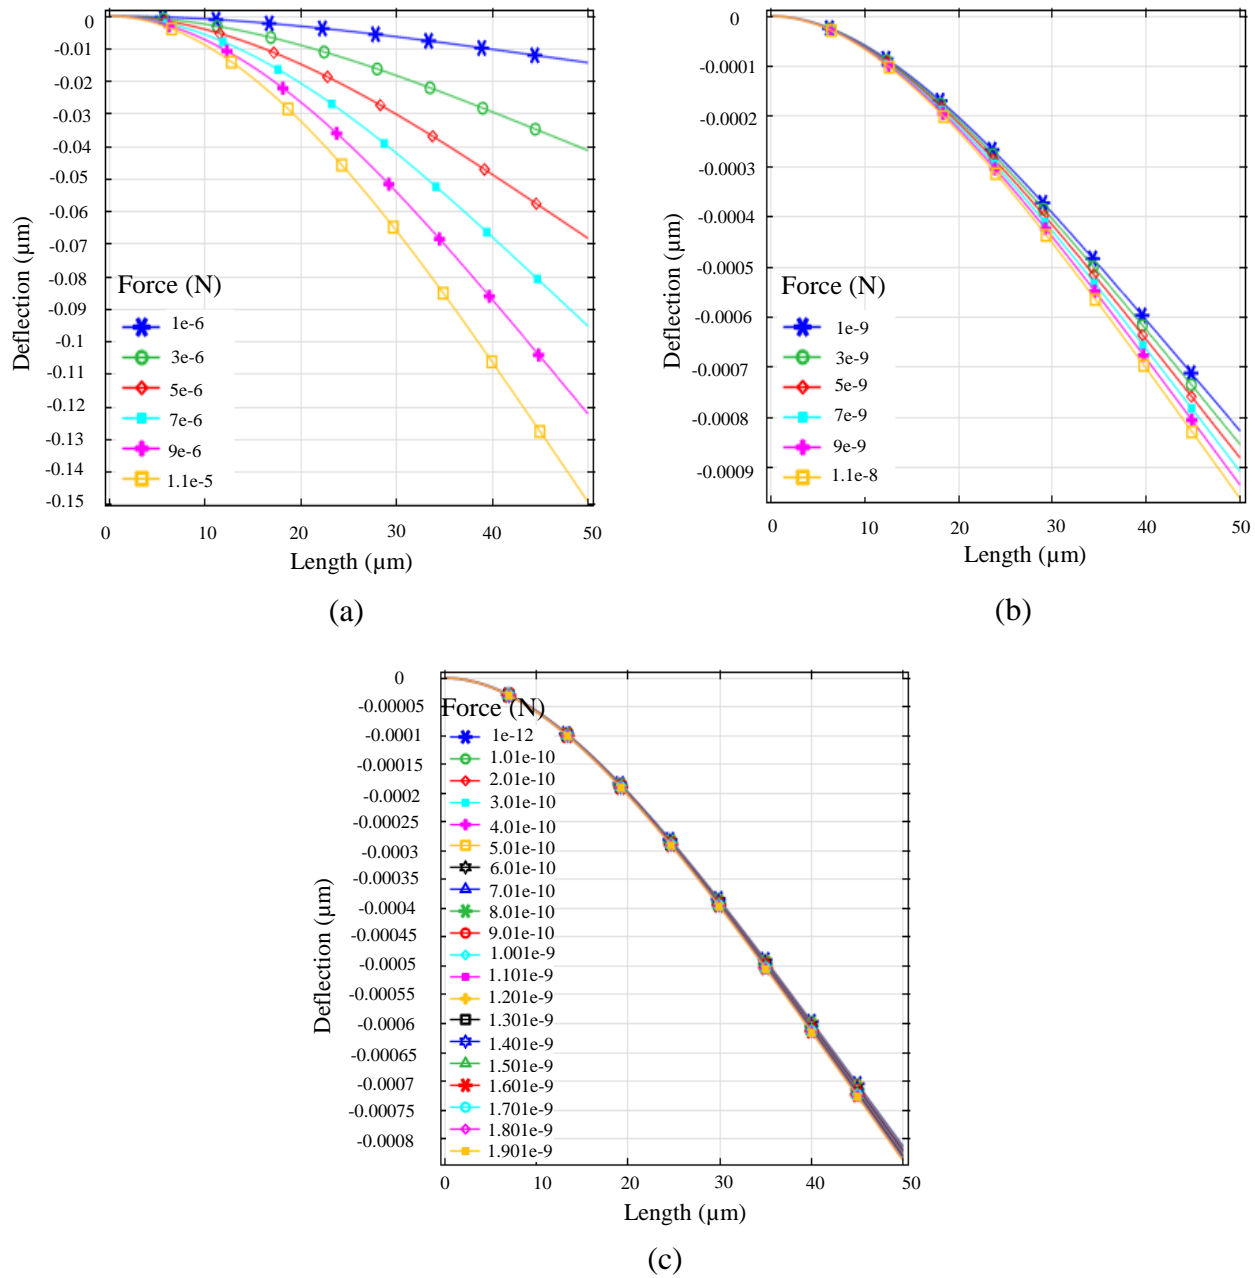 0
-0.01
-0.02
-0.03
-0.04
-0.05
-0.06
-0.07
-0.08
-0.09
-0.1
-0.11
-0.12
-0.13
-0.14
-0.15
Deflection (µm)
Force (N)
1e-6
3e-6
5e-6
7e-6
9e-6
1.1e-5
0 10 20 30 40 50
Length (µm)
(a)
0
-0.0001
-0.0002
-0.0003
-0.0004
-0.0005
-0.0006
-0.0007
-0.0008
-0.0009
Deflection (µm)
Force (N)
1e-9
3e-9
5e-9
7e-9
9e-9
1.1e-8
0 10 20 30 40 50
Length (µm)
(b)
0
-0.00005
-0.0001
-0.00015
-0.0002
-0.00025
-0.0003
-0.00035
-0.0004
-0.00045
-0.0005
-0.00055
-0.0006
-0.00065
-0.0007
-0.00075
-0.0008
Deflection (µm)
Force (N)
1e-12
1.01e-10
2.01e-10
3.01e-10
4.01e-10
5.01e-10
6.01e-10
7.01e-10
8.01e-10
9.01e-10
1.001e-9
1.101e-9
1.201e-9
1.301e-9
1.401e-9
1.501e-9
1.601e-9
1.701e-9
1.801e-9
1.901e-9
0 10 20 30 40 50
Length (µm)
(c)